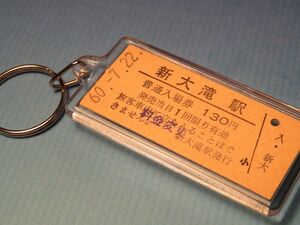 60.-7.22.
新大滝駅
普通入場券 130円
発売当日1回限り有効
旅客車内に立ち入ることはで
きません 料金変更
新大滝駅発行
小
入・新大